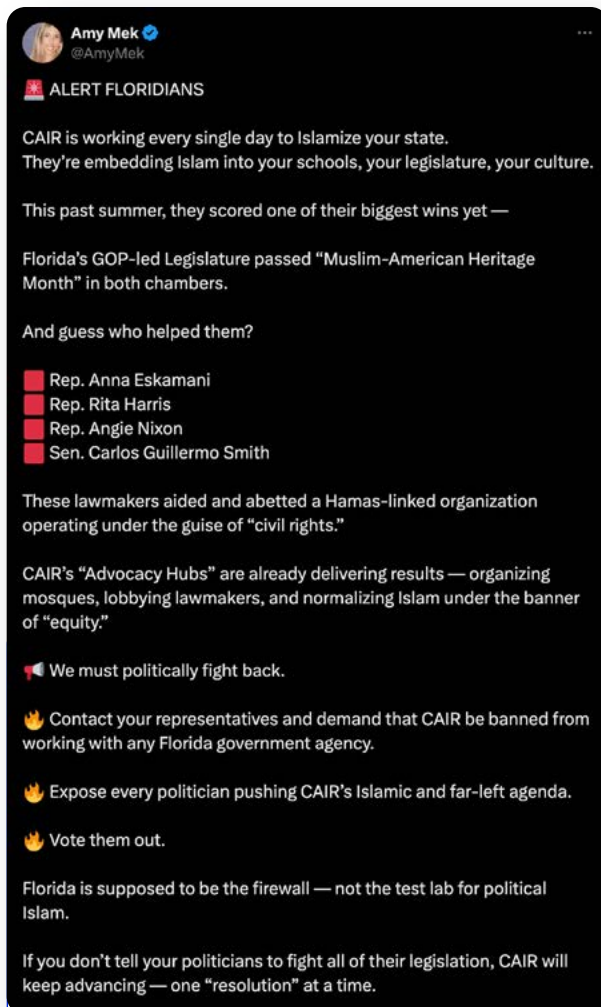 Amy Mek
@AmyMek
🚨 ALERT FLORIDIANS
CAIR is working every single day to Islamize your state.
They're embedding Islam into your schools, your legislature, your culture.
This past summer, they scored one of their biggest wins yet —
Florida's GOP-led Legislature passed “Muslim-American Heritage
Month” in both chambers.
And guess who helped them?
🟥 Rep. Anna Eskamani
🟥 Rep. Rita Harris
🟥 Rep. Angie Nixon
🟥 Sen. Carlos Guillermo Smith
These lawmakers aided and abetted a Hamas-linked organization
operating under the guise of “civil rights.”
CAIR's “Advocacy Hubs” are already delivering results — organizing
mosques, lobbying lawmakers, and normalizing Islam under the banner
of “equity.”
📢 We must politically fight back.
🔥 Contact your representatives and demand that CAIR be banned from
working with any Florida government agency.
🔥 Expose every politician pushing CAIR's Islamic and far-left agenda.
🔥 Vote them out.
Florida is supposed to be the firewall — not the test lab for political
Islam.
If you don't tell your politicians to fight all of their legislation, CAIR will
keep advancing — one “resolution” at a time.